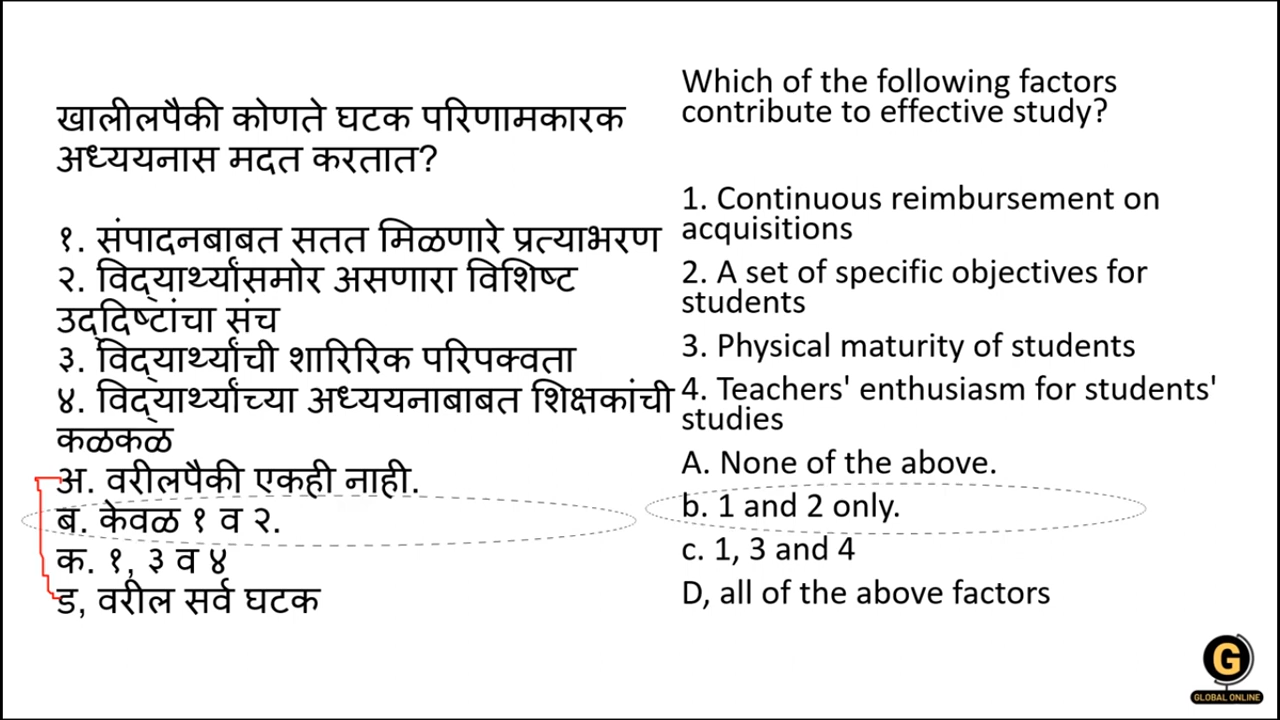 खालीलपैकी कोणते घटक परिणामकारक
अध्ययनास मदत करतात?
१. संपादनबाबत सतत मिळणारे प्रत्याभरण
२. विद्यार्थ्यांसमोर असणारा विशिष्ट
उद्दिष्टांचा संच
३. विद्यार्थ्यांची शारिरिक परिपक्वता
४. विद्यार्थ्यांच्या अध्ययनाबाबत शिक्षकांची
कळकळ
अ. वरीलपैकी एकही नाही.
ब. केवळ १ व २.
क. १, ३ व ४
ड, वरील सर्व घटक
Which of the following factors
contribute to effective study?
1. Continuous reimbursement on
acquisitions
2. A set of specific objectives for
students
3. Physical maturity of students
4. Teachers' enthusiasm for students'
studies
A. None of the above.
b. 1 and 2 only.
c. 1, 3 and 4
D, all of the above factors
G
GLOBAL ONLINE